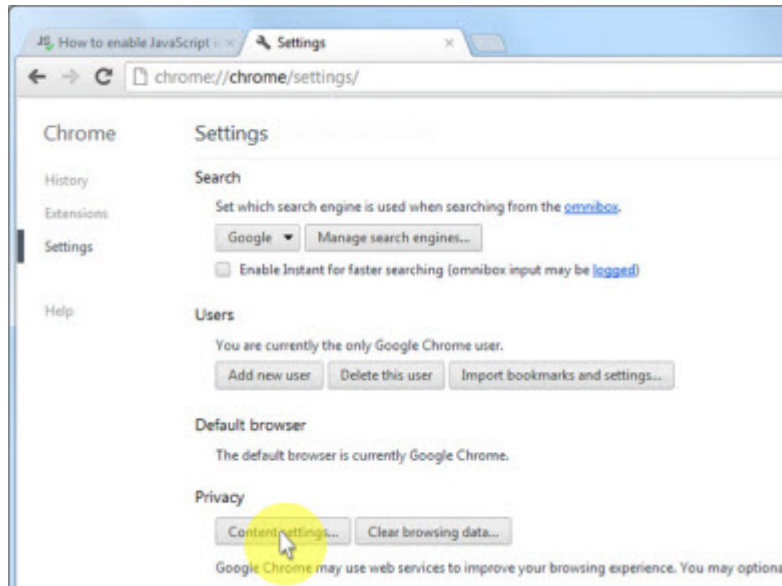 How to enable JavaScript i
Settings
chrome://chrome/settings/
Chrome
Settings
History
Extensions
Settings
Help
Search
Set which search engine is used when searching from the omnibox.
Google Manage search engines...
Enable Instant for faster searching (omnibox input may be logged)
Users
You are currently the only Google Chrome user.
Add new user Delete this user Import bookmarks and settings...
Default browser
The default browser is currently Google Chrome.
Privacy
Content settings... Clear browsing data...
Google Chrome may use web services to improve your browsing experience. You may optiona